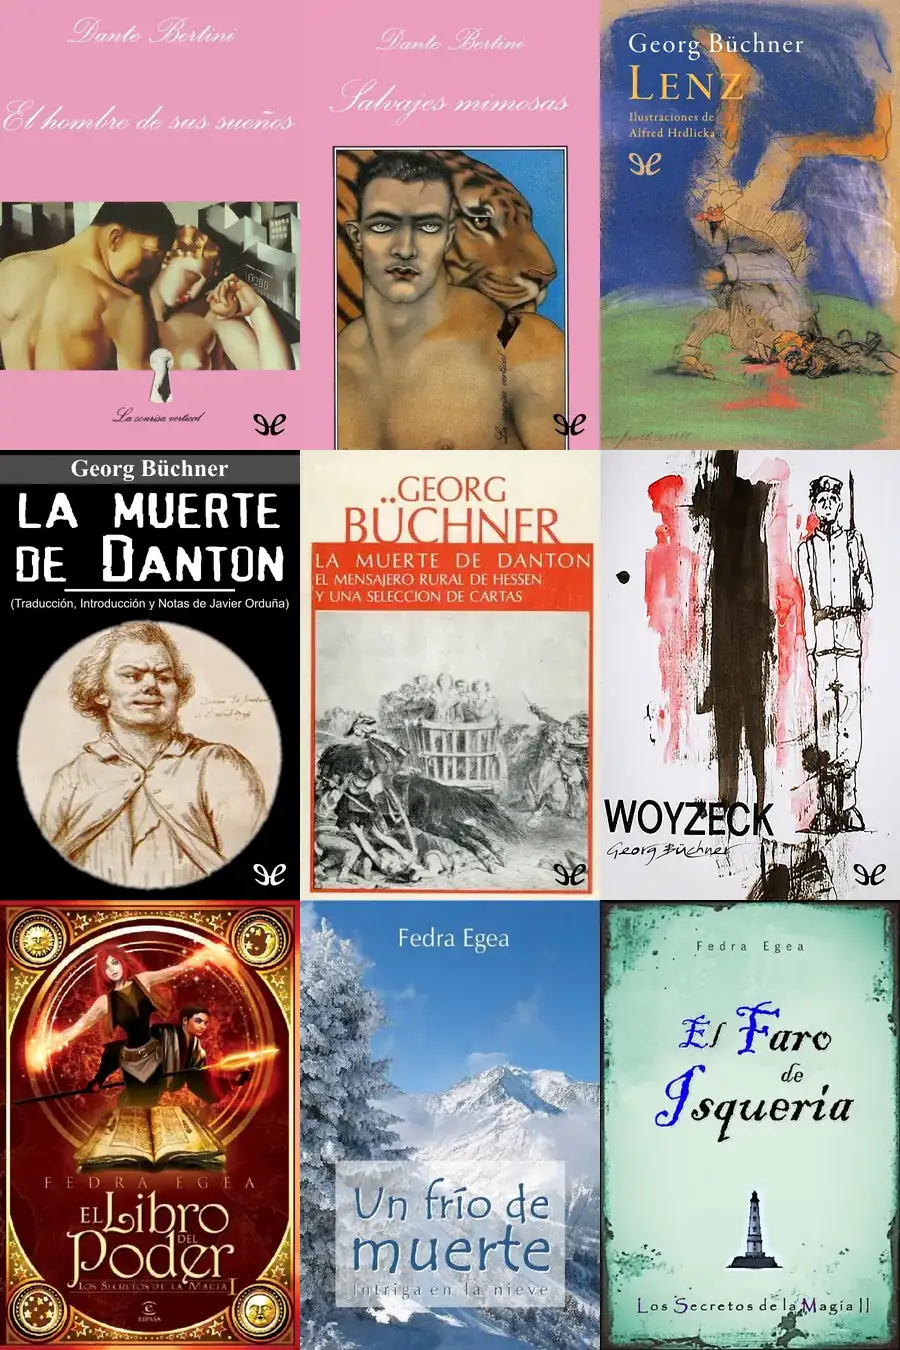 Dante Bertini
El hombre de sus sueños
La sonrisa vertical
Dante Bertini
Salvajes mimosas
La sonrisa vertical
Georg Büchner
LENZ
Ilustraciones de
Alfred Hrdlicka
Georg Büchner
LA MUERTE
DE DANTON
(Traducción, Introducción y Notas de Javier Orduña)
GEORG
BÜCHNER
LA MUERTE DE DANTON
EL MENSAJERO RURAL DE HESSEN
Y UNA SELECCION DE CARTAS
WOYZECK
Georg Büchner
FEDRA EGEA
EL Libro
DEL
Poder
LOS SECRETOS DE LA MAGIA I
ESPASA
Fedra Egea
Un frío de
muerte
Intriga en la nieve
Fedra Egea
El Faro
de
Isqueria
Los Secretos de la Magia II